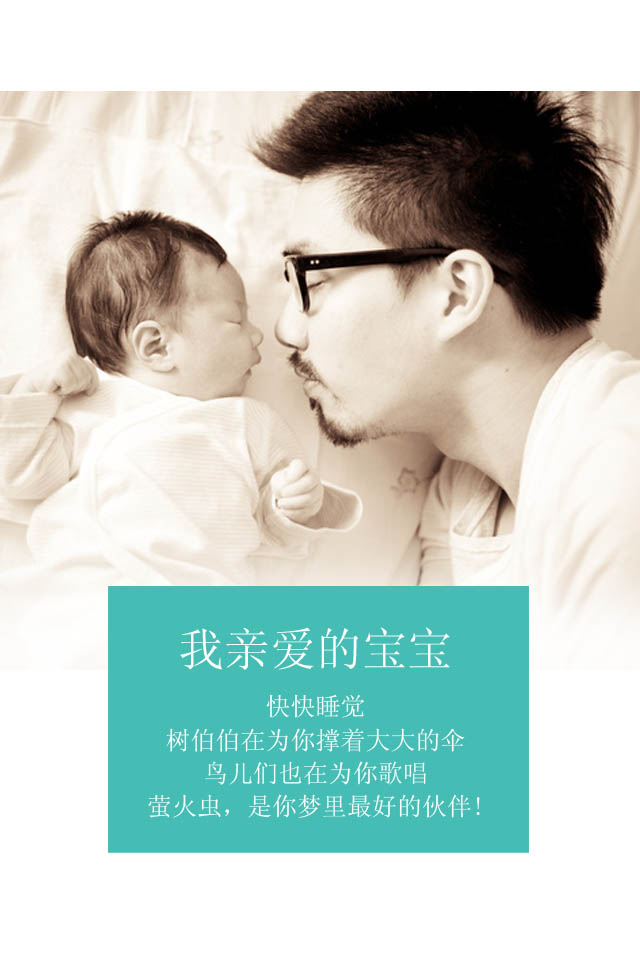 我亲爱的宝宝
快快睡觉
树伯伯在为你撑着大大的伞
鸟儿们也在为你歌唱
萤火虫，是你梦里最好的伙伴！